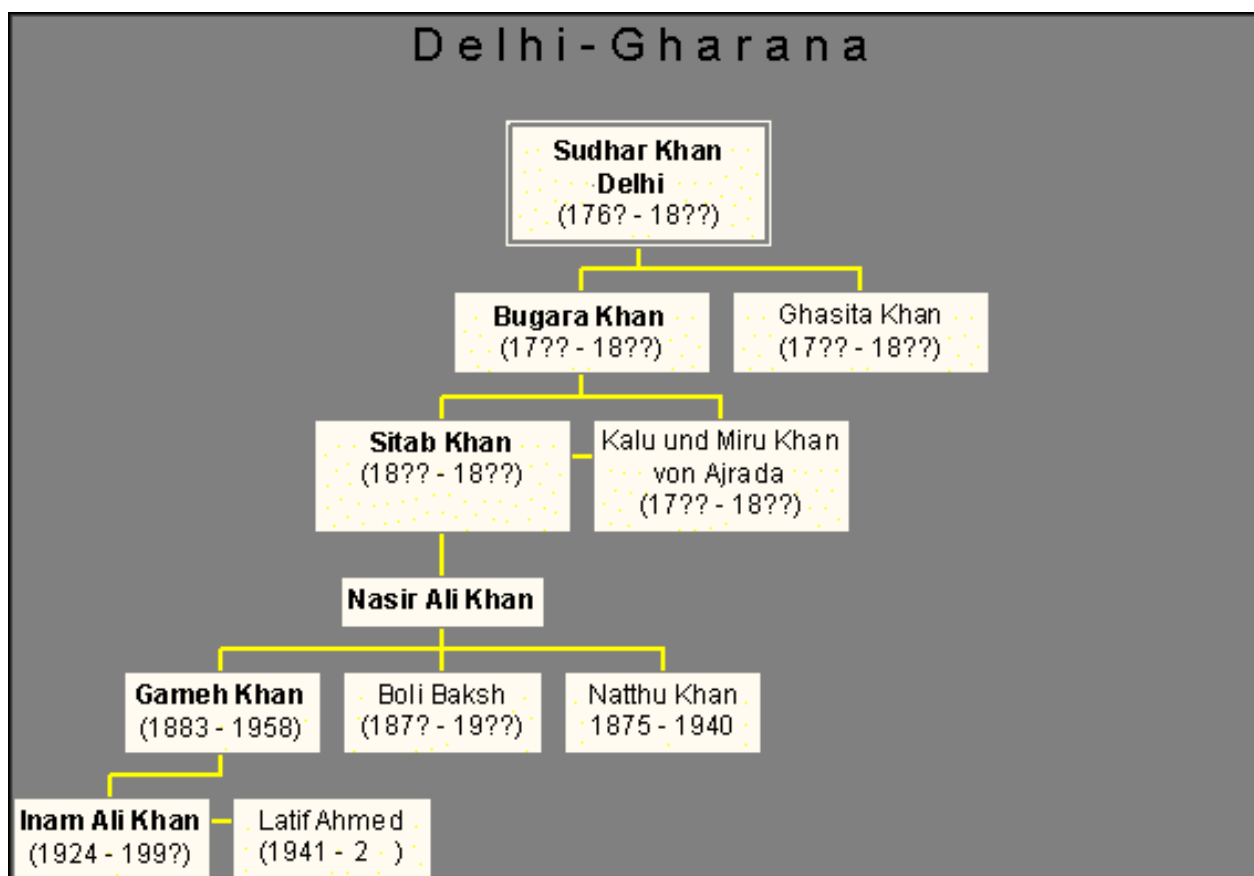 Delhi-Gharana
Sudhar Khan
Delhi
(176? - 18??)
Bugara Khan
(17?? - 18??)
Ghasita Khan
(17?? - 18??)
Sitab Khan
(18?? - 18??)
Kalu und Miru Khan
von Ajrada
(17?? - 18??)
Nasir Ali Khan
Gameh Khan
(1883 - 1958)
Boli Baksh
(187? - 19??)
Natthu Khan
1875 - 1940
Inam Ali Khan
(1924 - 199?)
Latif Ahmed
(1941 - 2 )